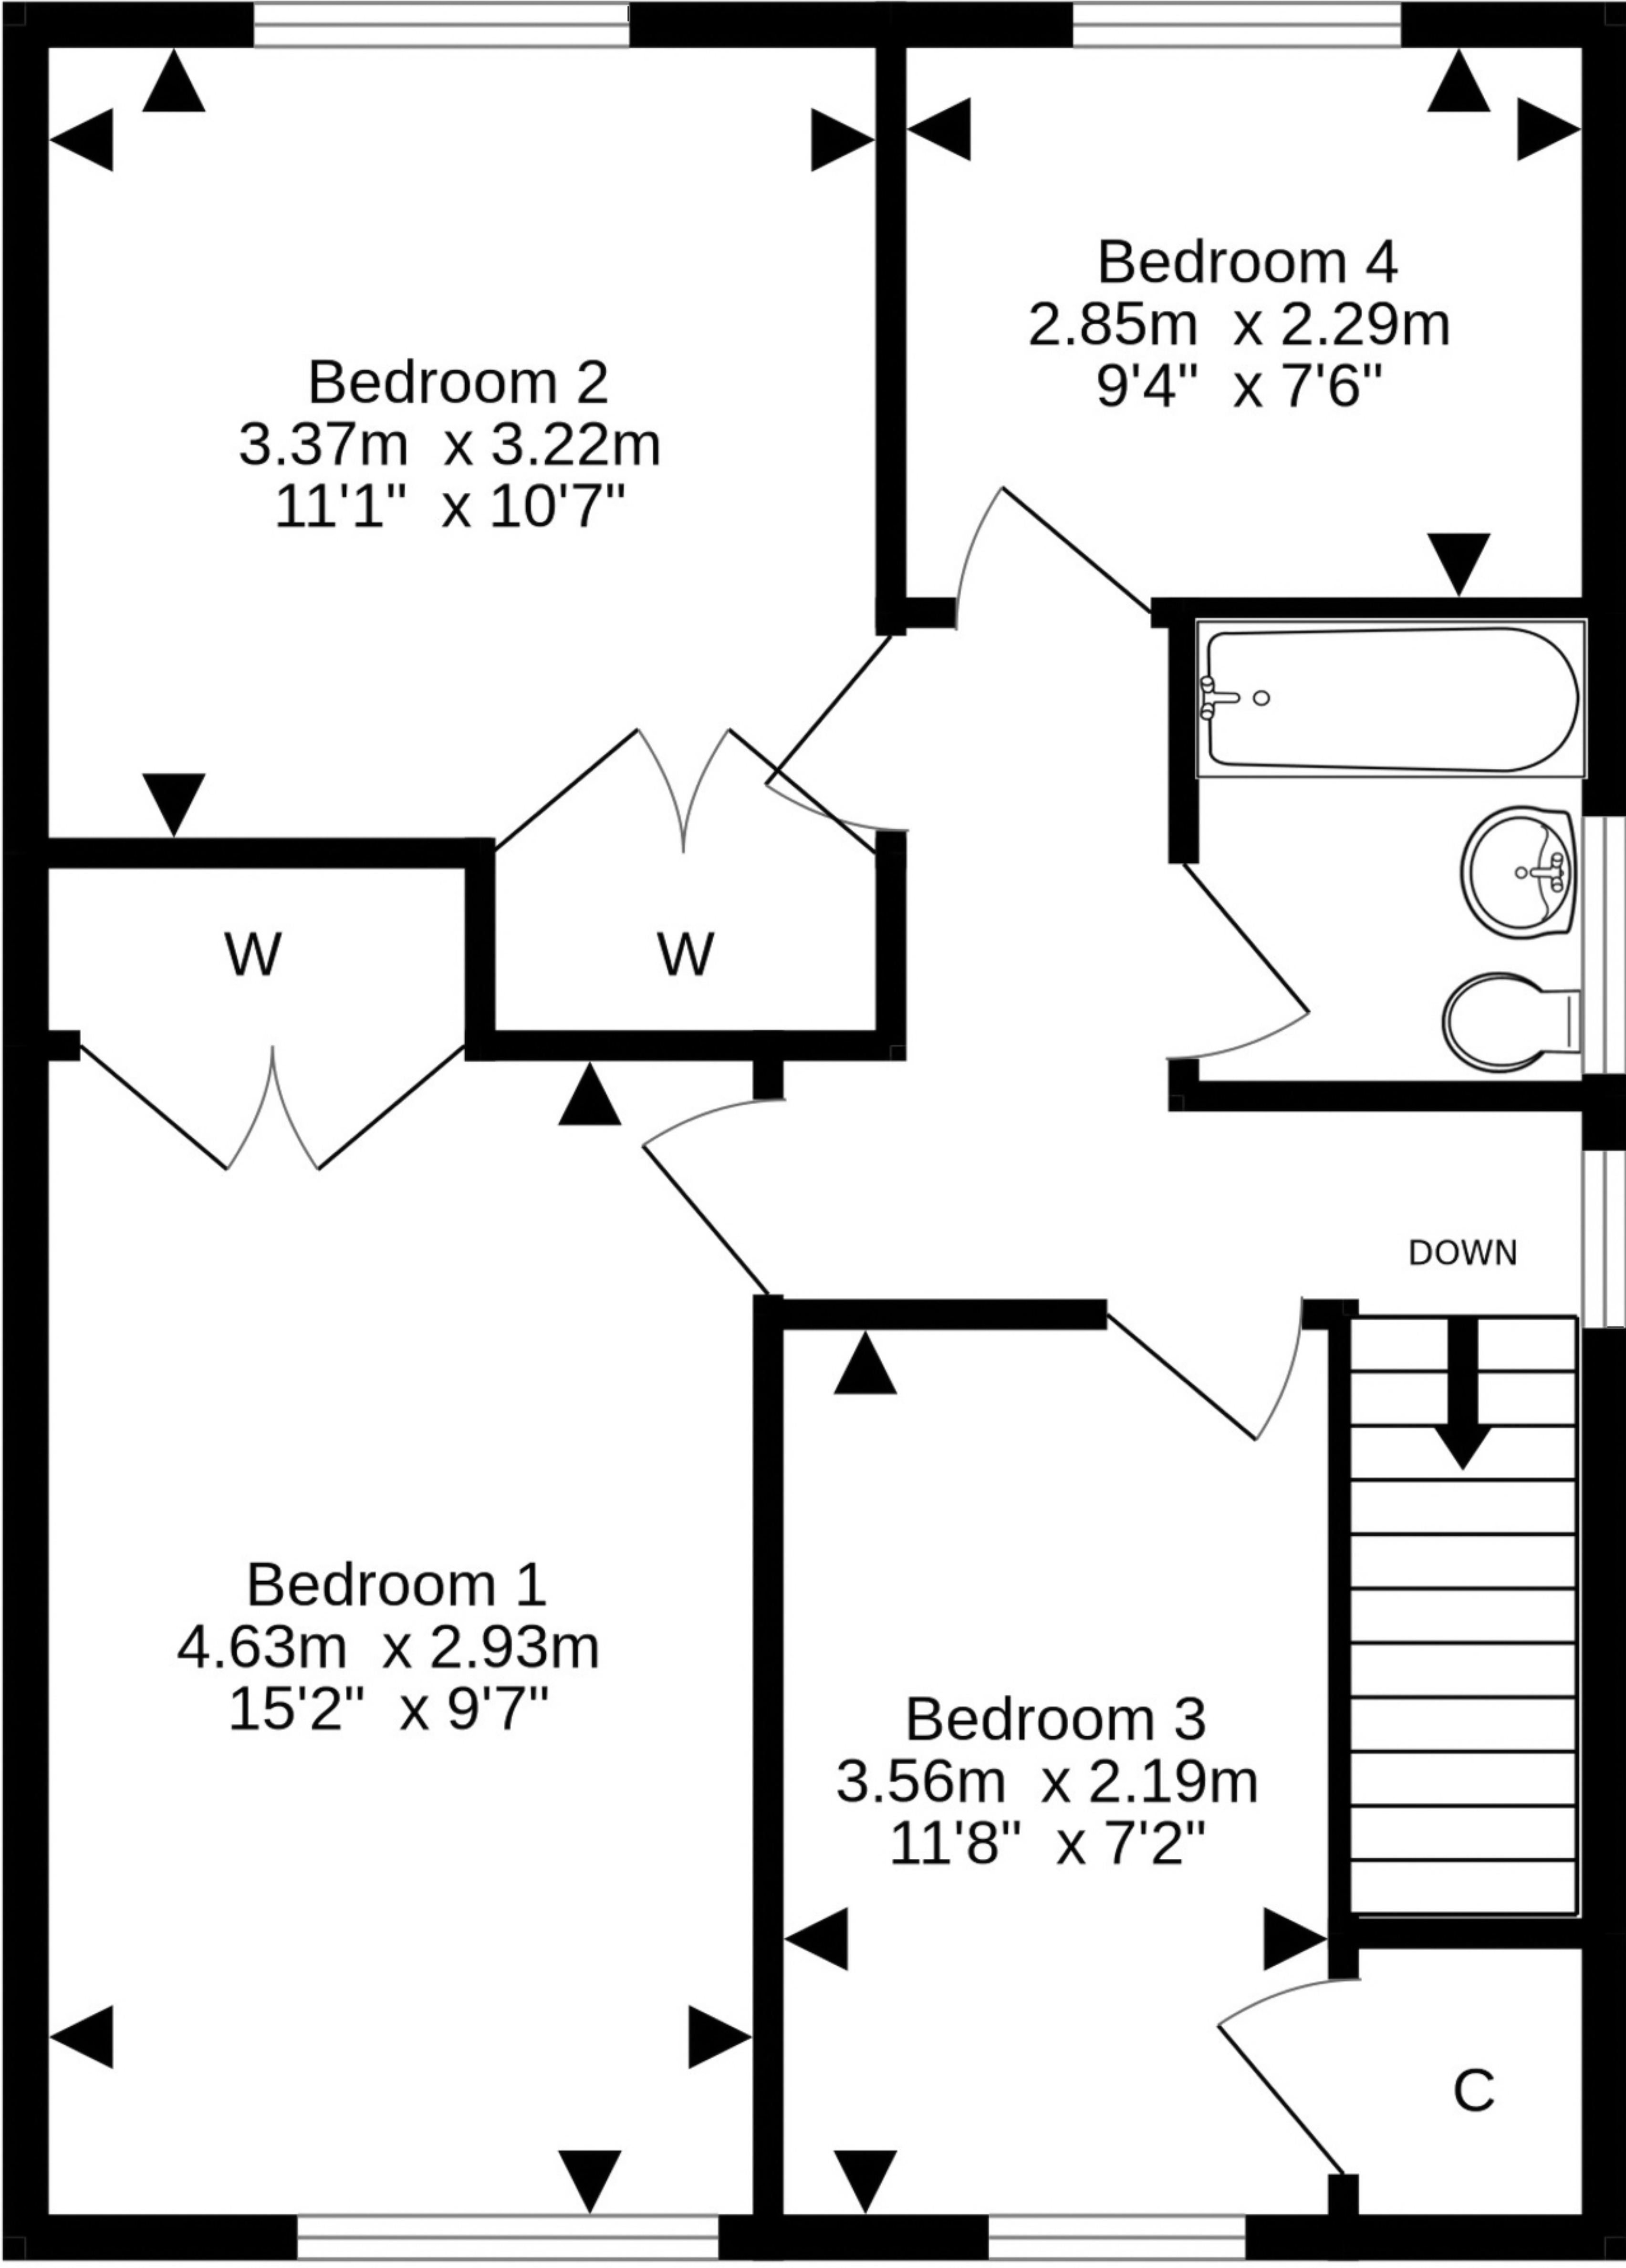 Bedroom 2
3.37m x 3.22m
11'1" x 10'7"
Bedroom 4
2.85m x 2.29m
9'4" x 7'6"
W
W
DOWN
Bedroom 1
4.63m x 2.93m
15'2" x 9'7"
Bedroom 3
3.56m x 2.19m
11'8" x 7'2"
C